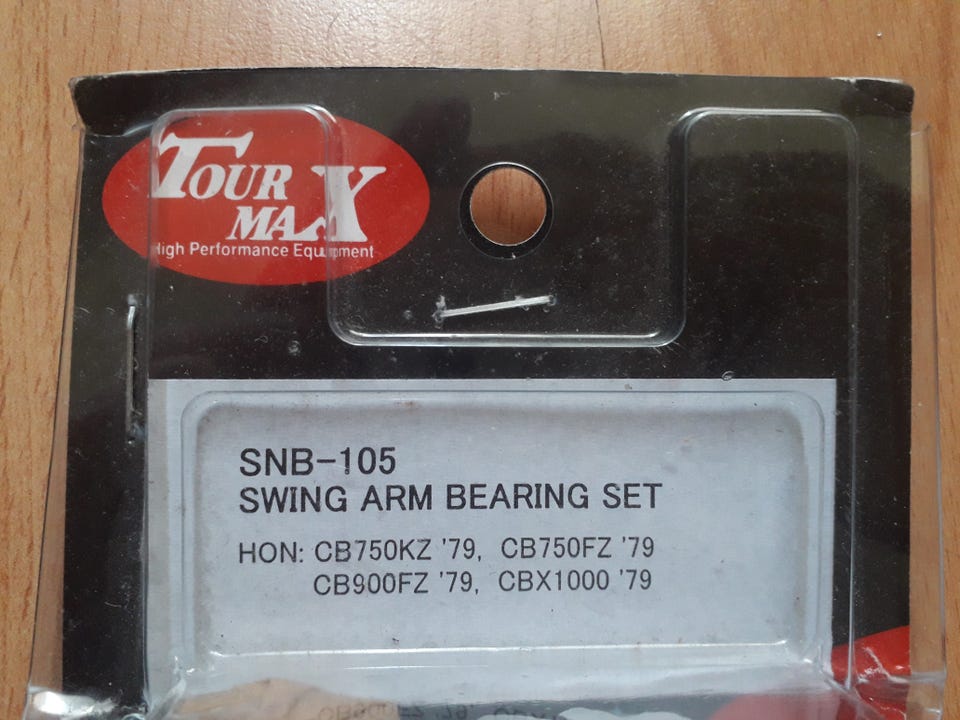 TOUR
MAX
High Performance Equipment
SNB-105
SWING ARM BEARING SET
HON: CB750KZ '79, CB750FZ '79
CB900FZ '79, CBX1000 '79